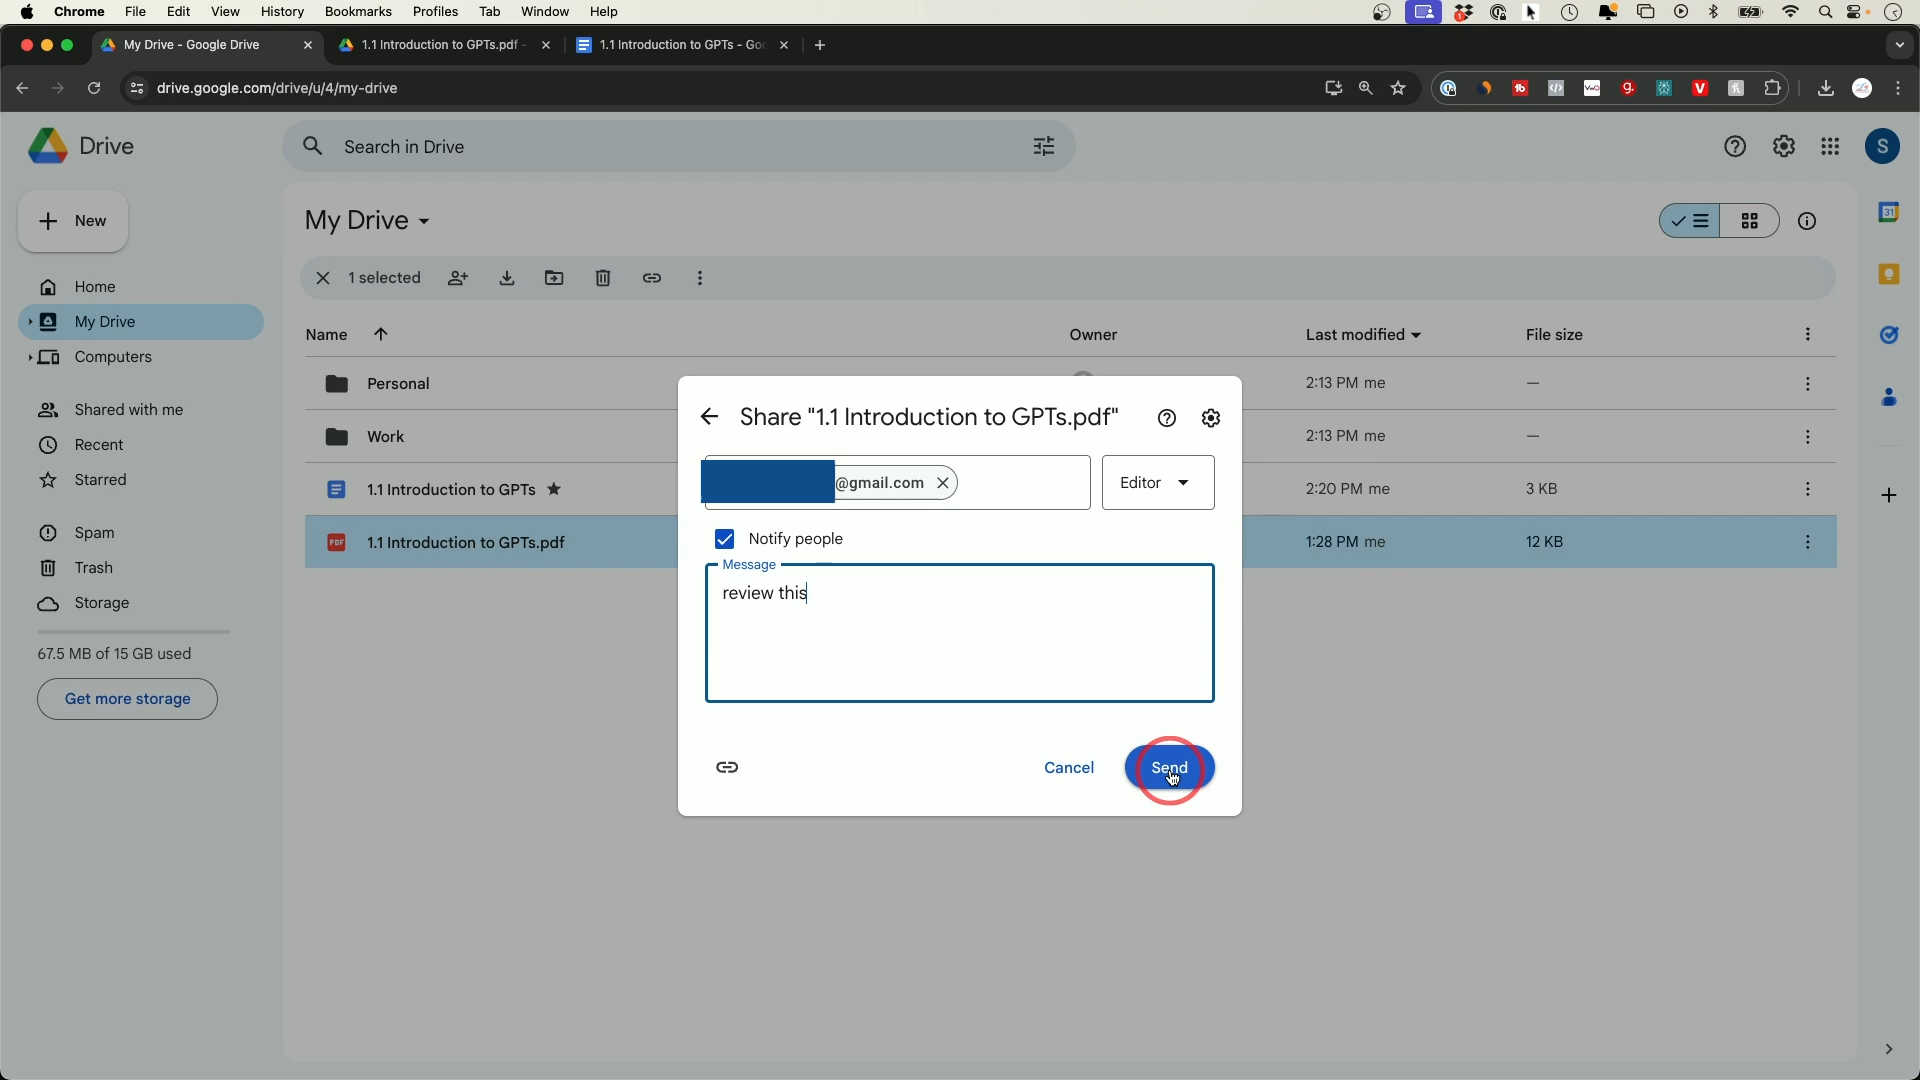 Chrome File Edit View History Bookmarks Profiles Tab Window Help
My Drive - Google Drive
1.1 Introduction to GPTs.pdf -
1.1 Introduction to GPTs - Goo
drive.google.com/drive/u/4/my-drive
Drive
Search in Drive
S
New
My Drive
1 selected
Home
My Drive
Computers
Shared with me
Recent
Starred
Spam
Trash
Storage
67.5 MB of 15 GB used
Get more storage
Name Owner Last modified File size
Personal 2:13 PM me —
Work 2:13 PM me —
1.1 Introduction to GPTs 2:20 PM me 3 KB
PDF 1.1 Introduction to GPTs.pdf 1:28 PM me 12 KB
Share "1.1 Introduction to GPTs.pdf"
@gmail.com
Editor
Notify people
Message
review this
Cancel Send
31